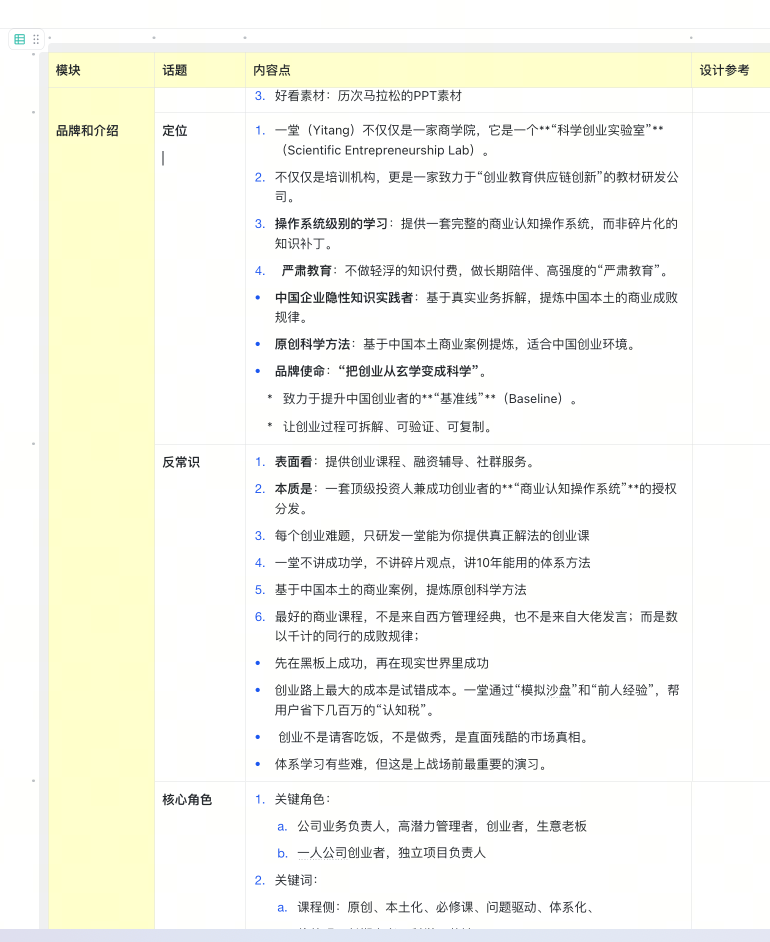 模块 话题 内容点 设计参考
3. 好看素材：历次马拉松的PPT素材
品牌和介绍 定位 1. 一堂（Yitang）不仅仅是一家商学院，它是一个**“科学创业实验室”**
（Scientific Entrepreneurship Lab）。
2. 不仅仅是培训机构，更是一家致力于“创业教育供应链创新”的教材研发公
司。
3. 操作系统级别的学习：提供一套完整的商业认知操作系统，而非碎片化的
知识补丁。
4. 严肃教育：不做轻浮的知识付费，做长期陪伴、高强度的“严肃教育”。
• 中国企业隐性知识实践者：基于真实业务拆解，提炼中国本土的商业成败
规律。
• 原创科学方法：基于中国本土商业案例提炼，适合中国创业环境。
• 品牌使命：“把创业从玄学变成科学”。
* 致力于提升中国创业者的**“基准线”**（Baseline）。
* 让创业过程可拆解、可验证、可复制。
反常识 1. 表面看：提供创业课程、融资辅导、社群服务。
2. 本质是：一套顶级投资人兼成功创业者的**“商业认知操作系统”**的授权
分发。
3. 每个创业难题，只研发一堂能为你提供真正解法的创业课
4. 一堂不讲成功学，不讲碎片观点，讲10年能用的体系方法
5. 基于中国本土的商业案例，提炼原创科学方法
6. 最好的商业课程，不是来自西方管理经典，也不是来自大佬发言；而是数
以千计的同行的成败规律；
• 先在黑板上成功，再在现实世界里成功
• 创业路上最大的成本是试错成本。一堂通过“模拟沙盘”和“前人经验”，帮
用户省下几百万的“认知税”。
• 创业不是请客吃饭，不是做秀，是直面残酷的市场真相。
• 体系学习有些难，但这是上战场前最重要的演习。
核心角色 1. 关键角色：
a. 公司业务负责人，高潜力管理者，创业者，生意老板
b. 一人公司创业者，独立项目负责人
2. 关键词：
a. 课程侧：原创、本土化、必修课、问题驱动、体系化、